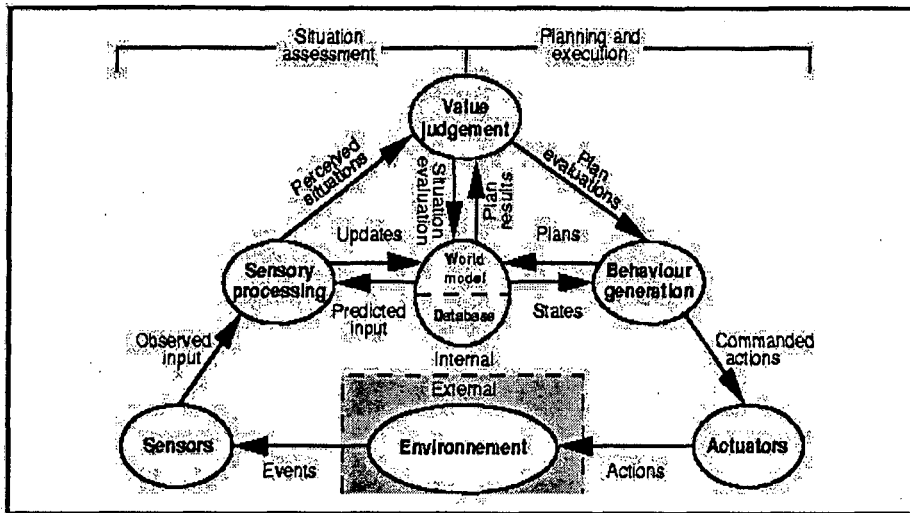 Situation
assessment
Planning and
execution
Value
judgement
Perceived
situations
Situation
evaluation
Plan
results
Plan
evaluations
Updates
Plans
Sensory
processing
World
model
Database
Behaviour
generation
Predicted
input
States
Observed
input
Internal
External
Commanded
actions
Sensors
Environnement
Actuators
Events
Actions